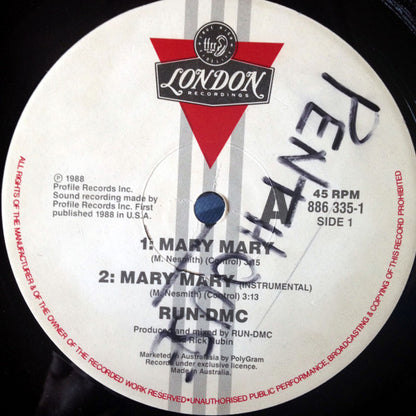 LONDON
RECORDINGS
℗ 1988
Profile Records Inc.
Sound recording made by
Profile Records Inc. First
published 1988 in U.S.A.
45 RPM
886 335-1
SIDE 1
A
PENTHOUSE
1: MARY MARY
(M. Nesmith) (Control) 3:15
2: MARY MARY (INSTRUMENTAL)
(M. Nesmith) (Control) 3:13
RUN-DMC
Produced and mixed by RUN-DMC
and Rick Rubin
Marketed in Australasia by PolyGram
Records under exclusive licence.
Made in Australia.
ALL RIGHTS OF THE MANUFACTURER & OF THE OWNER OF THE RECORDED WORK RESERVED • UNAUTHORISED PUBLIC PERFORMANCE, BROADCASTING & COPYING OF THIS RECORD PROHIBITED